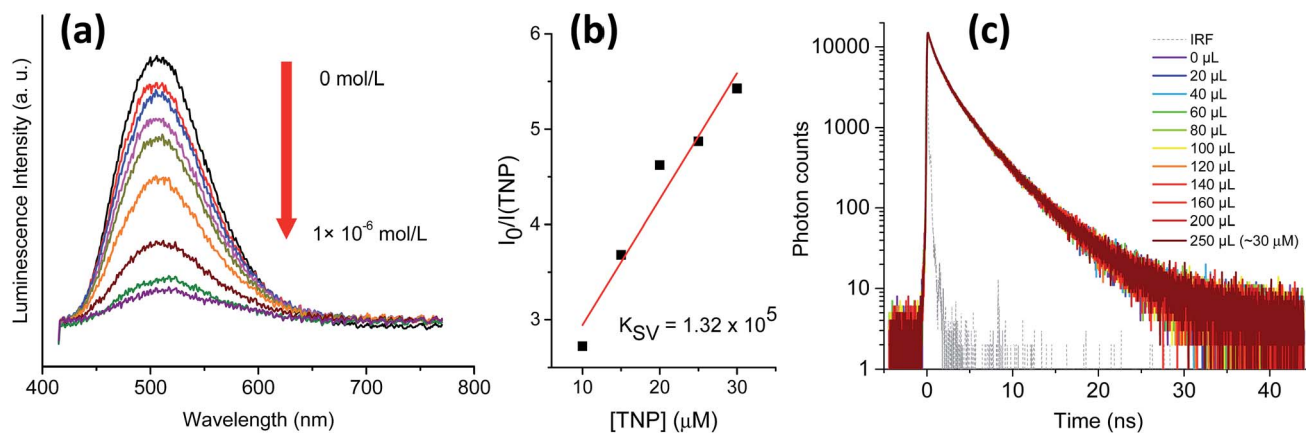 (a)
Luminescence Intensity (a. u.)
0 mol/L
1× 10⁻⁶ mol/L
400 500 600 700 800
Wavelength (nm)
(b)
I₀/I(TNP)
6
5
4
3
K_SV = 1.32 x 10⁵
10 15 20 25 30
[TNP] (μM)
(c)
Photon counts
10000
1000
100
10
1
0 10 20 30 40
Time (ns)
IRF
0 μL
20 μL
40 μL
60 μL
80 μL
100 μL
120 μL
140 μL
160 μL
200 μL
250 μL (~30 μM)